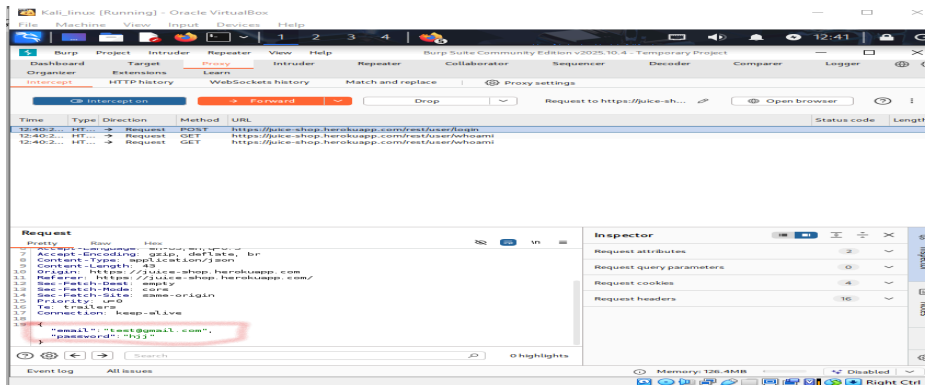 Kali_linux [Running] - Oracle VirtualBox
File Machine View Input Devices Help
1 2 3 4 12:41
Burp Project Intruder Repeater View Help Burp Suite Community Edition v2025.10.4 - Temporary Project
Dashboard Target Proxy Intruder Repeater Collaborator Sequencer Decoder Comparer Logger
Organizer Extensions Learn
Intercept HTTP history WebSockets history Match and replace Proxy settings
Intercept on Forward Drop Request to https://juice-sh... Open browser
Time Type Direction Method URL Status code Length
12:40:2... HT... → Request POST https://juice-shop.herokuapp.com/rest/user/login
12:40:2... HT... → Request GET https://juice-shop.herokuapp.com/rest/user/whoami
12:40:2... HT... → Request GET https://juice-shop.herokuapp.com/rest/user/whoami
Request Inspector
Pretty Raw Hex \n
7 Accept-Encoding: gzip, deflate, br
8 Content-Type: application/json
9 Content-Length: 43
10 Origin: https://juice-shop.herokuapp.com
11 Referer: https://juice-shop.herokuapp.com/
12 Sec-Fetch-Dest: empty
13 Sec-Fetch-Mode: cors
14 Sec-Fetch-Site: same-origin
15 Priority: u=0
16 Te: trailers
17 Connection: keep-alive
18
19 {
"email":"test@gmail.com",
"password":"hjj"
}
Request attributes 2
Request query parameters 0
Request cookies 4
Request headers 16
Search 0 highlights
Event log All issues Memory: 126.4MB Disabled
Right Ctrl